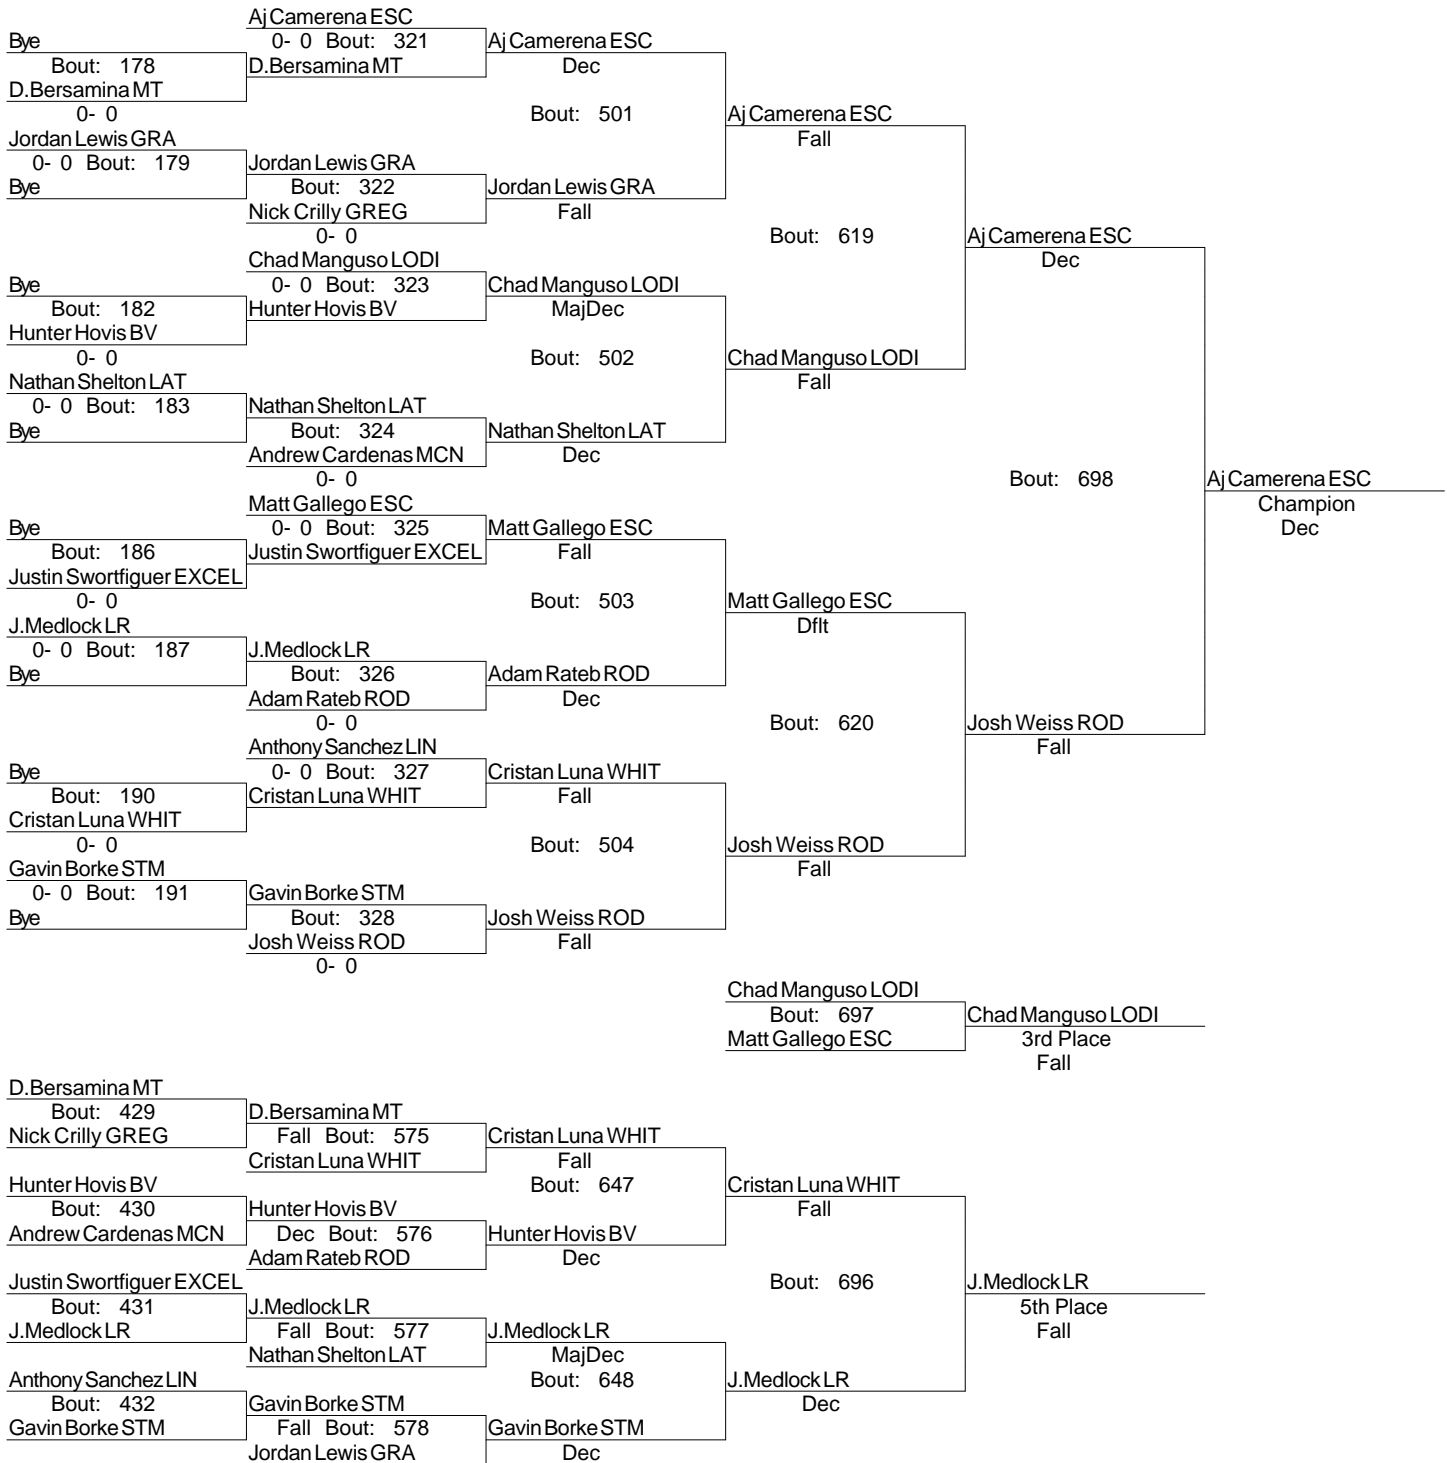 Aj Camerena ESC
Bye 0- 0 Bout: 321 Aj Camerena ESC
Bout: 178 D.Bersamina MT Dec
D.Bersamina MT
0- 0 Bout: 501 Aj Camerena ESC
Jordan Lewis GRA Fall
0- 0 Bout: 179 Jordan Lewis GRA
Bye Bout: 322 Jordan Lewis GRA
Nick Crilly GREG Fall
0- 0 Bout: 619 Aj Camerena ESC
Chad Manguso LODI Dec
Bye 0- 0 Bout: 323 Chad Manguso LODI
Bout: 182 Hunter Hovis BV MajDec
Hunter Hovis BV
0- 0 Bout: 502 Chad Manguso LODI
Nathan Shelton LAT Fall
0- 0 Bout: 183 Nathan Shelton LAT
Bye Bout: 324 Nathan Shelton LAT
Andrew Cardenas MCN Dec
0- 0 Bout: 698 Aj Camerena ESC
Matt Gallego ESC Champion
Bye 0- 0 Bout: 325 Matt Gallego ESC Dec
Bout: 186 Justin Swortfiguer EXCEL Fall
Justin Swortfiguer EXCEL
0- 0 Bout: 503 Matt Gallego ESC
J.Medlock LR Dflt
0- 0 Bout: 187 J.Medlock LR
Bye Bout: 326 Adam Rateb ROD
Adam Rateb ROD Dec
0- 0 Bout: 620 Josh Weiss ROD
Anthony Sanchez LIN Fall
Bye 0- 0 Bout: 327 Cristan Luna WHIT
Bout: 190 Cristan Luna WHIT Fall
Cristan Luna WHIT
0- 0 Bout: 504 Josh Weiss ROD
Gavin Borke STM Fall
0- 0 Bout: 191 Gavin Borke STM
Bye Bout: 328 Josh Weiss ROD
Josh Weiss ROD Fall
0- 0
Chad Manguso LODI
Bout: 697 Chad Manguso LODI
Matt Gallego ESC 3rd Place
Fall
D.Bersamina MT
Bout: 429 D.Bersamina MT
Nick Crilly GREG Fall Bout: 575 Cristan Luna WHIT
Cristan Luna WHIT Fall
Hunter Hovis BV Bout: 647 Cristan Luna WHIT
Bout: 430 Hunter Hovis BV Fall
Andrew Cardenas MCN Dec Bout: 576 Hunter Hovis BV
Adam Rateb ROD Dec
Justin Swortfiguer EXCEL Bout: 696 J.Medlock LR
Bout: 431 J.Medlock LR 5th Place
J.Medlock LR Fall Bout: 577 J.Medlock LR Fall
Nathan Shelton LAT MajDec
Anthony Sanchez LIN Bout: 648 J.Medlock LR
Bout: 432 Gavin Borke STM Dec
Gavin Borke STM Fall Bout: 578 Gavin Borke STM
Jordan Lewis GRA Dec